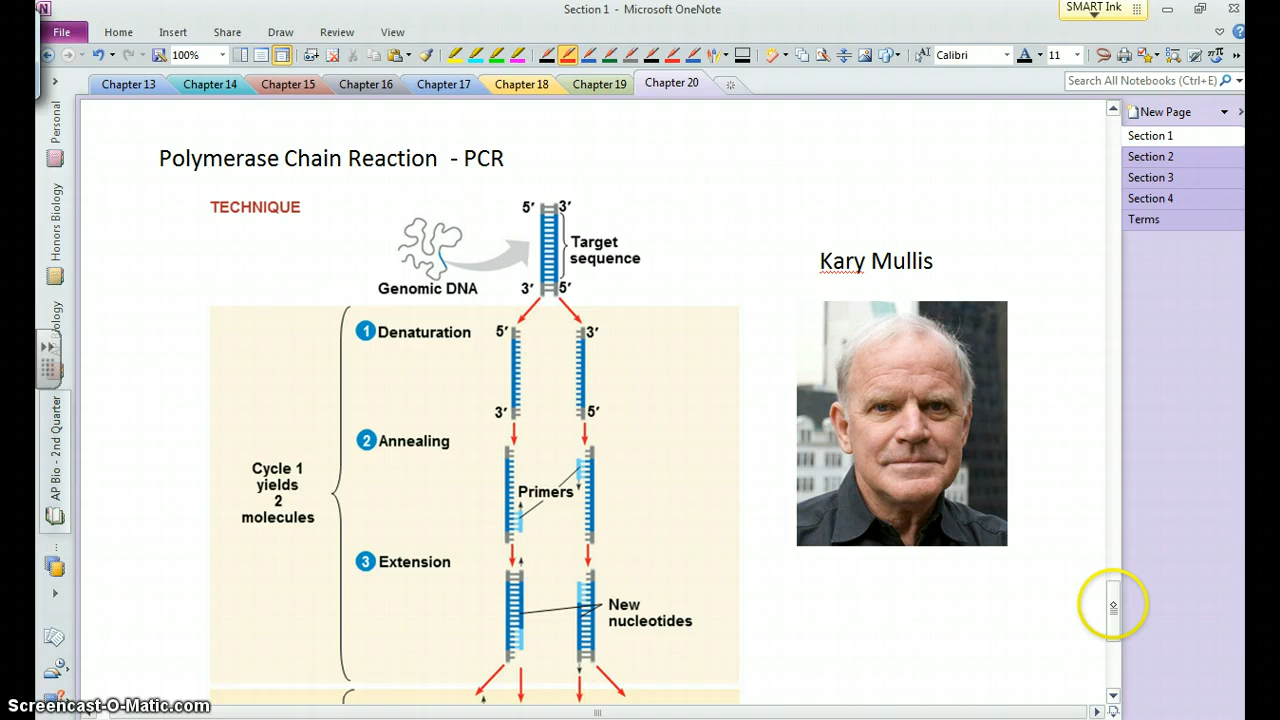 Section 1 - Microsoft OneNote
SMART Ink
File Home Insert Share Draw Review View
100% Calibri 11
Chapter 13 Chapter 14 Chapter 15 Chapter 16 Chapter 17 Chapter 18 Chapter 19 Chapter 20
Search All Notebooks (Ctrl+E)
Personal
Honors Biology
AP Bio - 2nd Quarter
New Page
Section 1
Section 2
Section 3
Section 4
Terms
Polymerase Chain Reaction - PCR
TECHNIQUE
5′ 3′
Target
sequence
Genomic DNA
3′ 5′
Kary Mullis
1 Denaturation
5′ 3′
3′ 5′
2 Annealing
Primers
Cycle 1
yields
2
molecules
3 Extension
New
nucleotides
Screencast-O-Matic.com